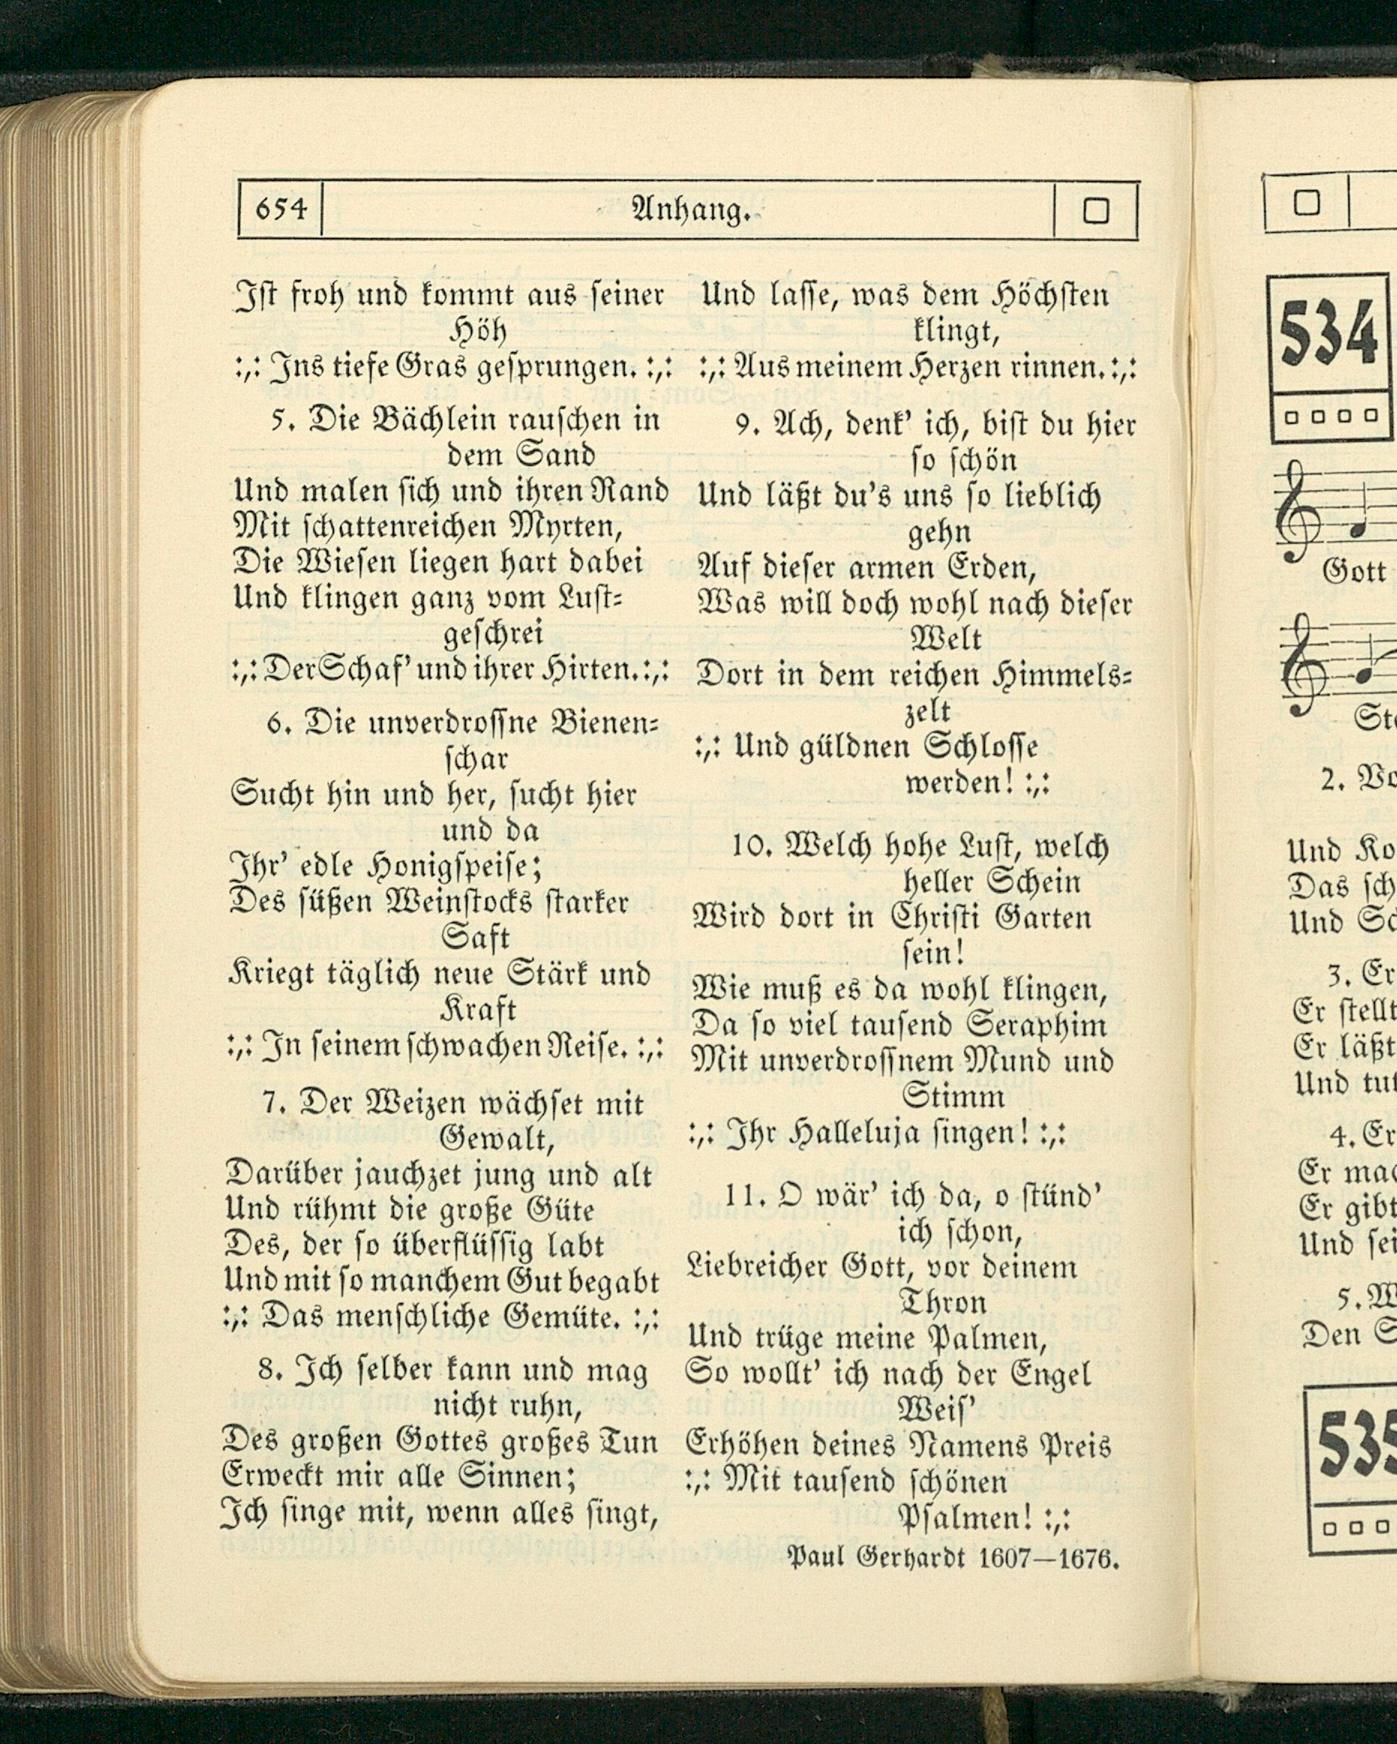 654 Anhang.
Ist froh und kommt aus seiner
Höh
:,: Ins tiefe Gras gesprungen. :,:
5. Die Bächlein rauschen in
dem Sand
Und malen sich und ihren Rand
Mit schattenreichen Myrten,
Die Wiesen liegen hart dabei
Und klingen ganz vom Lust-
geschrei
:,: Der Schaf' und ihrer Hirten. :,:
6. Die unverdrossne Bienen-
schar
Sucht hin und her, sucht hier
und da
Ihr' edle Honigspeise;
Des süßen Weinstocks starker
Saft
Kriegt täglich neue Stärk und
Kraft
:,: In seinem schwachen Reise. :,:
7. Der Weizen wächset mit
Gewalt,
Darüber jauchzet jung und alt
Und rühmt die große Güte
Des, der so überflüssig labt
Und mit so manchem Gut begabt
:,: Das menschliche Gemüte. :,:
8. Ich selber kann und mag
nicht ruhn,
Des großen Gottes großes Tun
Erweckt mir alle Sinnen;
Ich singe mit, wenn alles singt,
Und lasse, was dem Höchsten
klingt,
:,: Aus meinem Herzen rinnen. :,:
9. Ach, denk' ich, bist du hier
so schön
Und läßt du's uns so lieblich
gehn
Auf dieser armen Erden,
Was will doch wohl nach dieser
Welt
Dort in dem reichen Himmels-
zelt
:,: Und güldnen Schlosse
werden! :,:
10. Welch hohe Lust, welch
heller Schein
Wird dort in Christi Garten
sein!
Wie muß es da wohl klingen,
Da so viel tausend Seraphim
Mit unverdrossnem Mund und
Stimm
:,: Ihr Halleluja singen! :,:
11. O wär' ich da, o stünd'
ich schon,
Liebreicher Gott, vor deinem
Thron
Und trüge meine Palmen,
So wollt' ich nach der Engel
Weis'
Erhöhen deines Namens Preis
:,: Mit tausend schönen
Psalmen! :,:
Paul Gerhardt 1607—1676.
534
Gott
2.
Und
Das
Und
3. Er
Er stellt
Er läßt
Und
4. Er
Er
Er gibt
Und
5.
Den
535